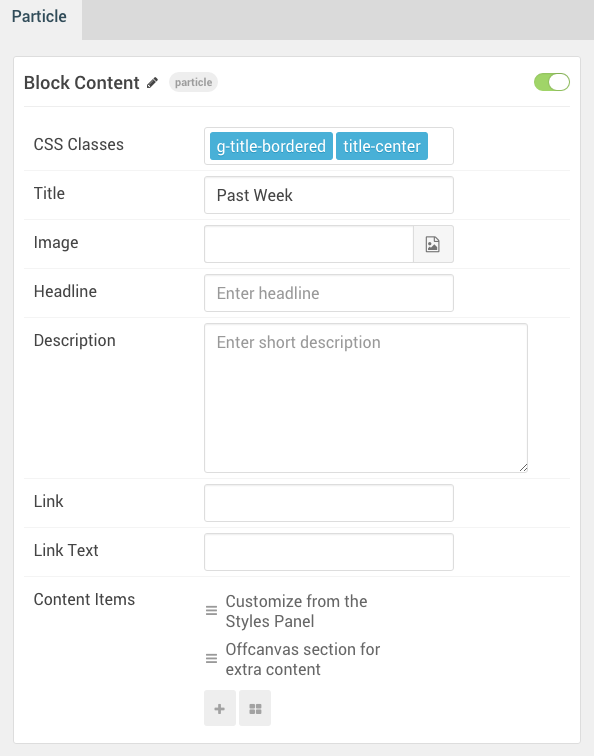 Particle
Block Content particle
CSS Classes g-title-bordered title-center
Title Past Week
Image
Headline Enter headline
Description Enter short description
Link
Link Text
Content Items Customize from the
Styles Panel
Offcanvas section for
extra content